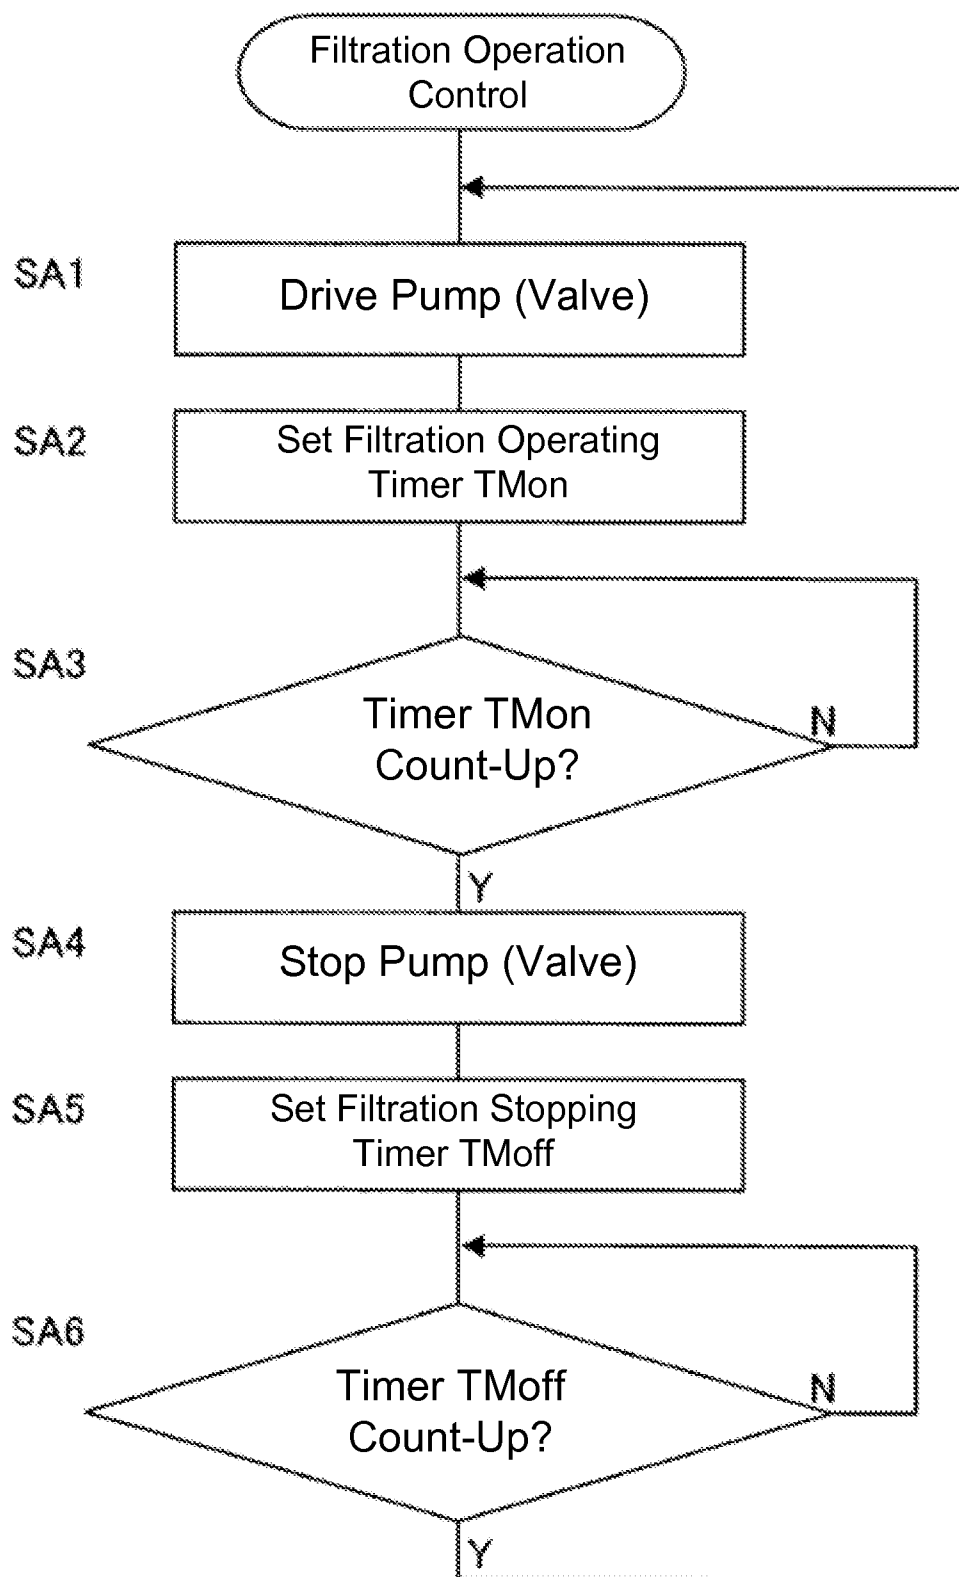 Filtration Operation
Control
SA1
Drive Pump (Valve)
SA2
Set Filtration Operating
Timer TMon
SA3
Timer TMon
Count-Up?
N
Y
SA4
Stop Pump (Valve)
SA5
Set Filtration Stopping
Timer TMoff
SA6
Timer TMoff
Count-Up?
N
Y